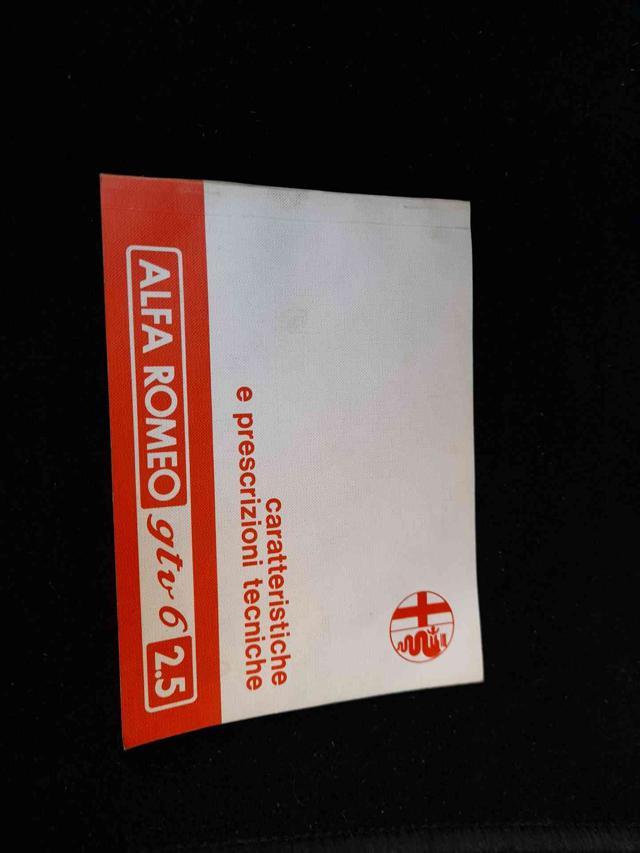 caratteristiche
e prescrizioni tecniche
ALFA ROMEO gtv 6 2.5